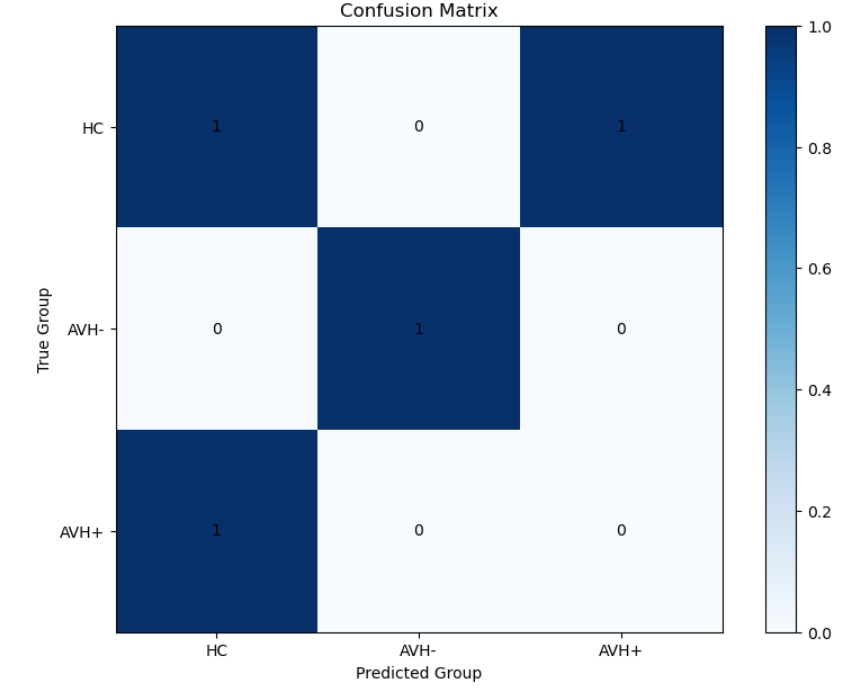 Confusion Matrix
True Group
HC
AVH-
AVH+
1 0 1
0 1 0
1 0 0
HC AVH- AVH+
Predicted Group
1.0
0.8
0.6
0.4
0.2
0.0